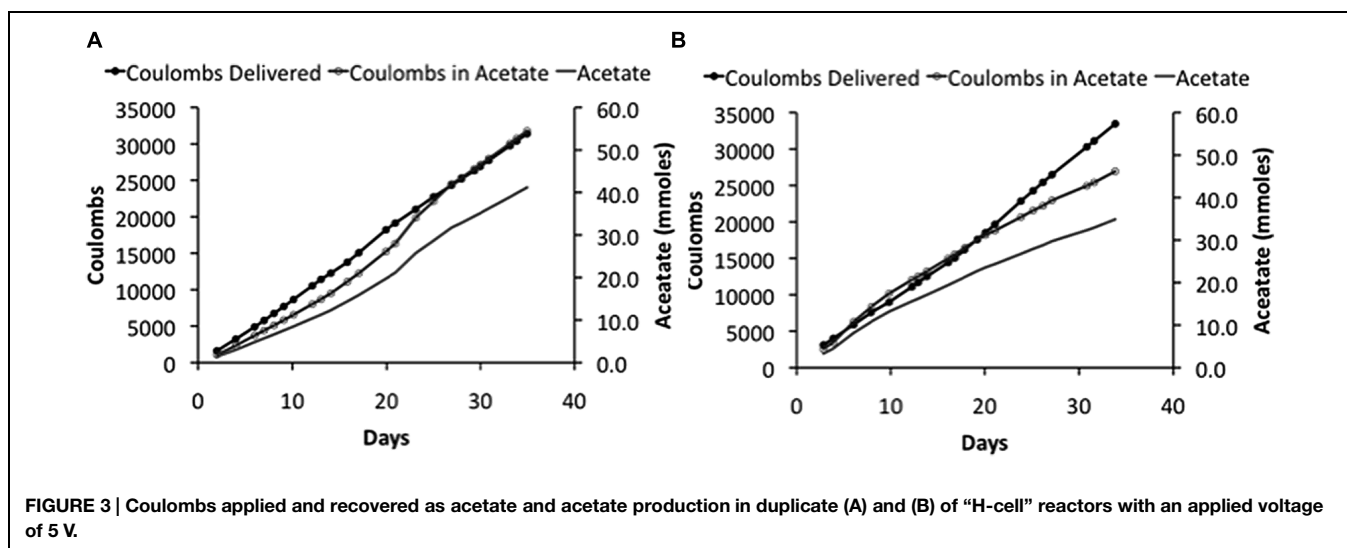 A
Coulombs Delivered Coulombs in Acetate Acetate
35000
30000
25000
20000
15000
10000
5000
0
Coulombs
60.0
50.0
40.0
30.0
20.0
10.0
0.0
Aceatate (mmoles)
0 10 20 30 40
Days
B
Coulombs Delivered Coulombs in Acetate Acetate
35000
30000
25000
20000
15000
10000
5000
0
Coulombs
60.0
50.0
40.0
30.0
20.0
10.0
0.0
Aceatate (mmoles)
0 10 20 30 40
Days
FIGURE 3 | Coulombs applied and recovered as acetate and acetate production in duplicate (A) and (B) of “H-cell” reactors with an applied voltage
of 5 V.